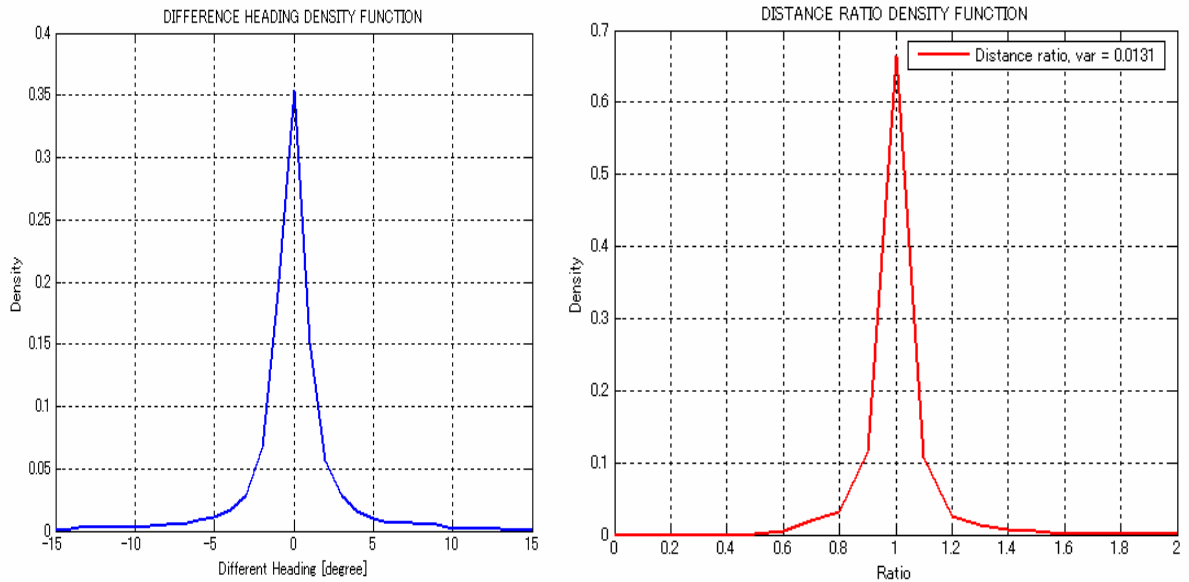 DIFFERENCE HEADING DENSITY FUNCTION
0.4
0.35
0.3
0.25
0.2
0.15
0.1
0.05
0
Density
-15 -10 -5 0 5 10 15
Different Heading [degree]
DISTANCE RATIO DENSITY FUNCTION
Distance ratio, var = 0.0131
0.7
0.6
0.5
0.4
0.3
0.2
0.1
0
Density
0 0.2 0.4 0.6 0.8 1 1.2 1.4 1.6 1.8 2
Ratio